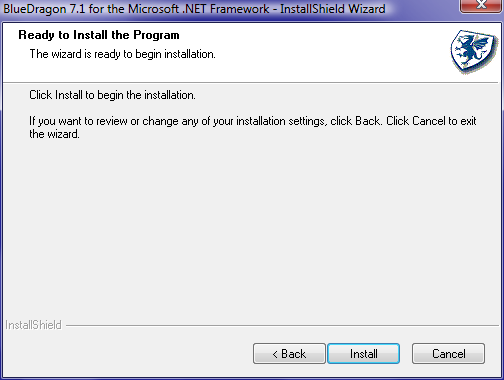 BlueDragon 7.1 for the Microsoft .NET Framework - InstallShield Wizard
Ready to Install the Program
The wizard is ready to begin installation.
Click Install to begin the installation.
If you want to review or change any of your installation settings, click Back. Click Cancel to exit
the wizard.
InstallShield
< Back
Install
Cancel